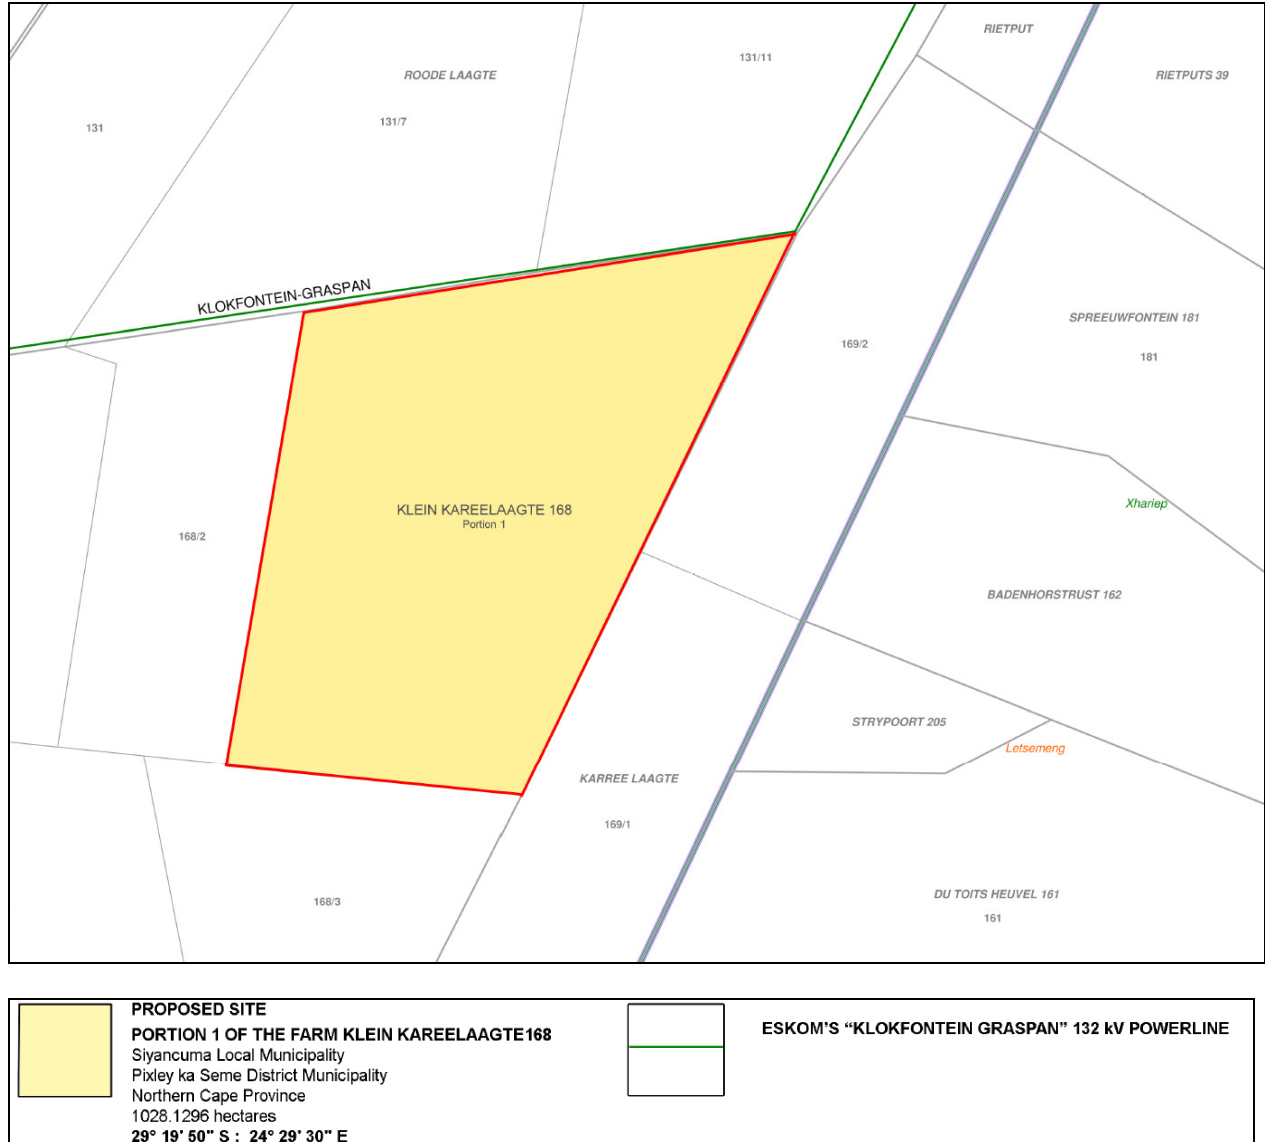 RIETPUT
131/11
ROODE LAAGTE
RIETPUTS 39
131/7
131
KLOKFONTEIN-GRASPAN
SPREEUWFONTEIN 181
169/2
181
Xhariep
KLEIN KAREELAAGTE 168
Portion 1
168/2
BADENHORSTRUST 162
STRYPOORT 205
Letsemeng
KARREE LAAGTE
169/1
DU TOITS HEUVEL 161
168/3
161
PROPOSED SITE
PORTION 1 OF THE FARM KLEIN KAREELAAGTE168
Siyancuma Local Municipality
Pixley ka Seme District Municipality
Northern Cape Province
1028.1296 hectares
29° 19' 50" S : 24° 29' 30" E
ESKOM'S “KLOKFONTEIN GRASPAN” 132 kV POWERLINE